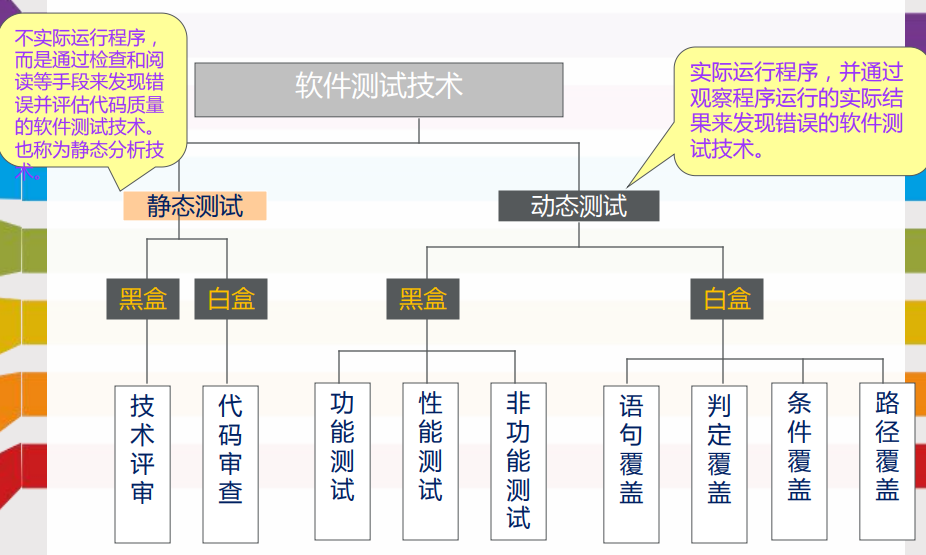 不实际运行程序，
而是通过检查和阅
读等手段来发现错
误并评估代码质量
的软件测试技术。
也称为静态分析技
术。
软件测试技术
实际运行程序，并通过
观察程序运行的实际结
果来发现错误的软件测
试技术。
静态测试
动态测试
黑盒
白盒
黑盒
白盒
技术评审
代码审查
功能测试
性能测试
非功能测试
语句覆盖
判定覆盖
条件覆盖
路径覆盖